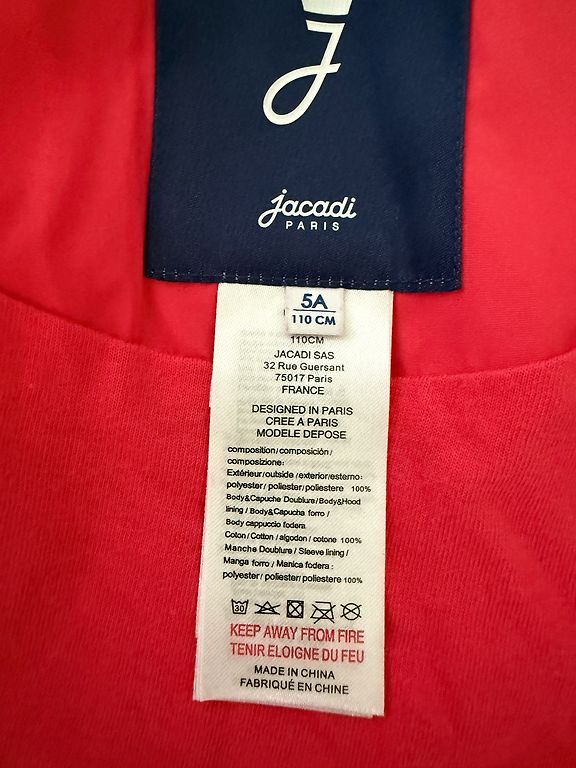 J
jacadi
PARIS
5A
110 CM
110CM
JACADI SAS
32 Rue Guersant
75017 Paris
FRANCE
DESIGNED IN PARIS
CREE A PARIS
MODELE DEPOSE
composition/composición/
composizione:
Extérieur/outside/exterior/esterno:
polyester/poliester/poliestere 100%
Body&Capuche Doublure/Body&Hood
lining/Body&Capucha forro/
Body cappuccio fodera
Coton/Cotton/algodon/cotone 100%
Manche Doublure/Sleeve lining/
Manga forro/Manica fodera:
polyester/poliester/poliestere 100%
30
KEEP AWAY FROM FIRE
TENIR ELOIGNE DU FEU
MADE IN CHINA
FABRIQUÉ EN CHINE